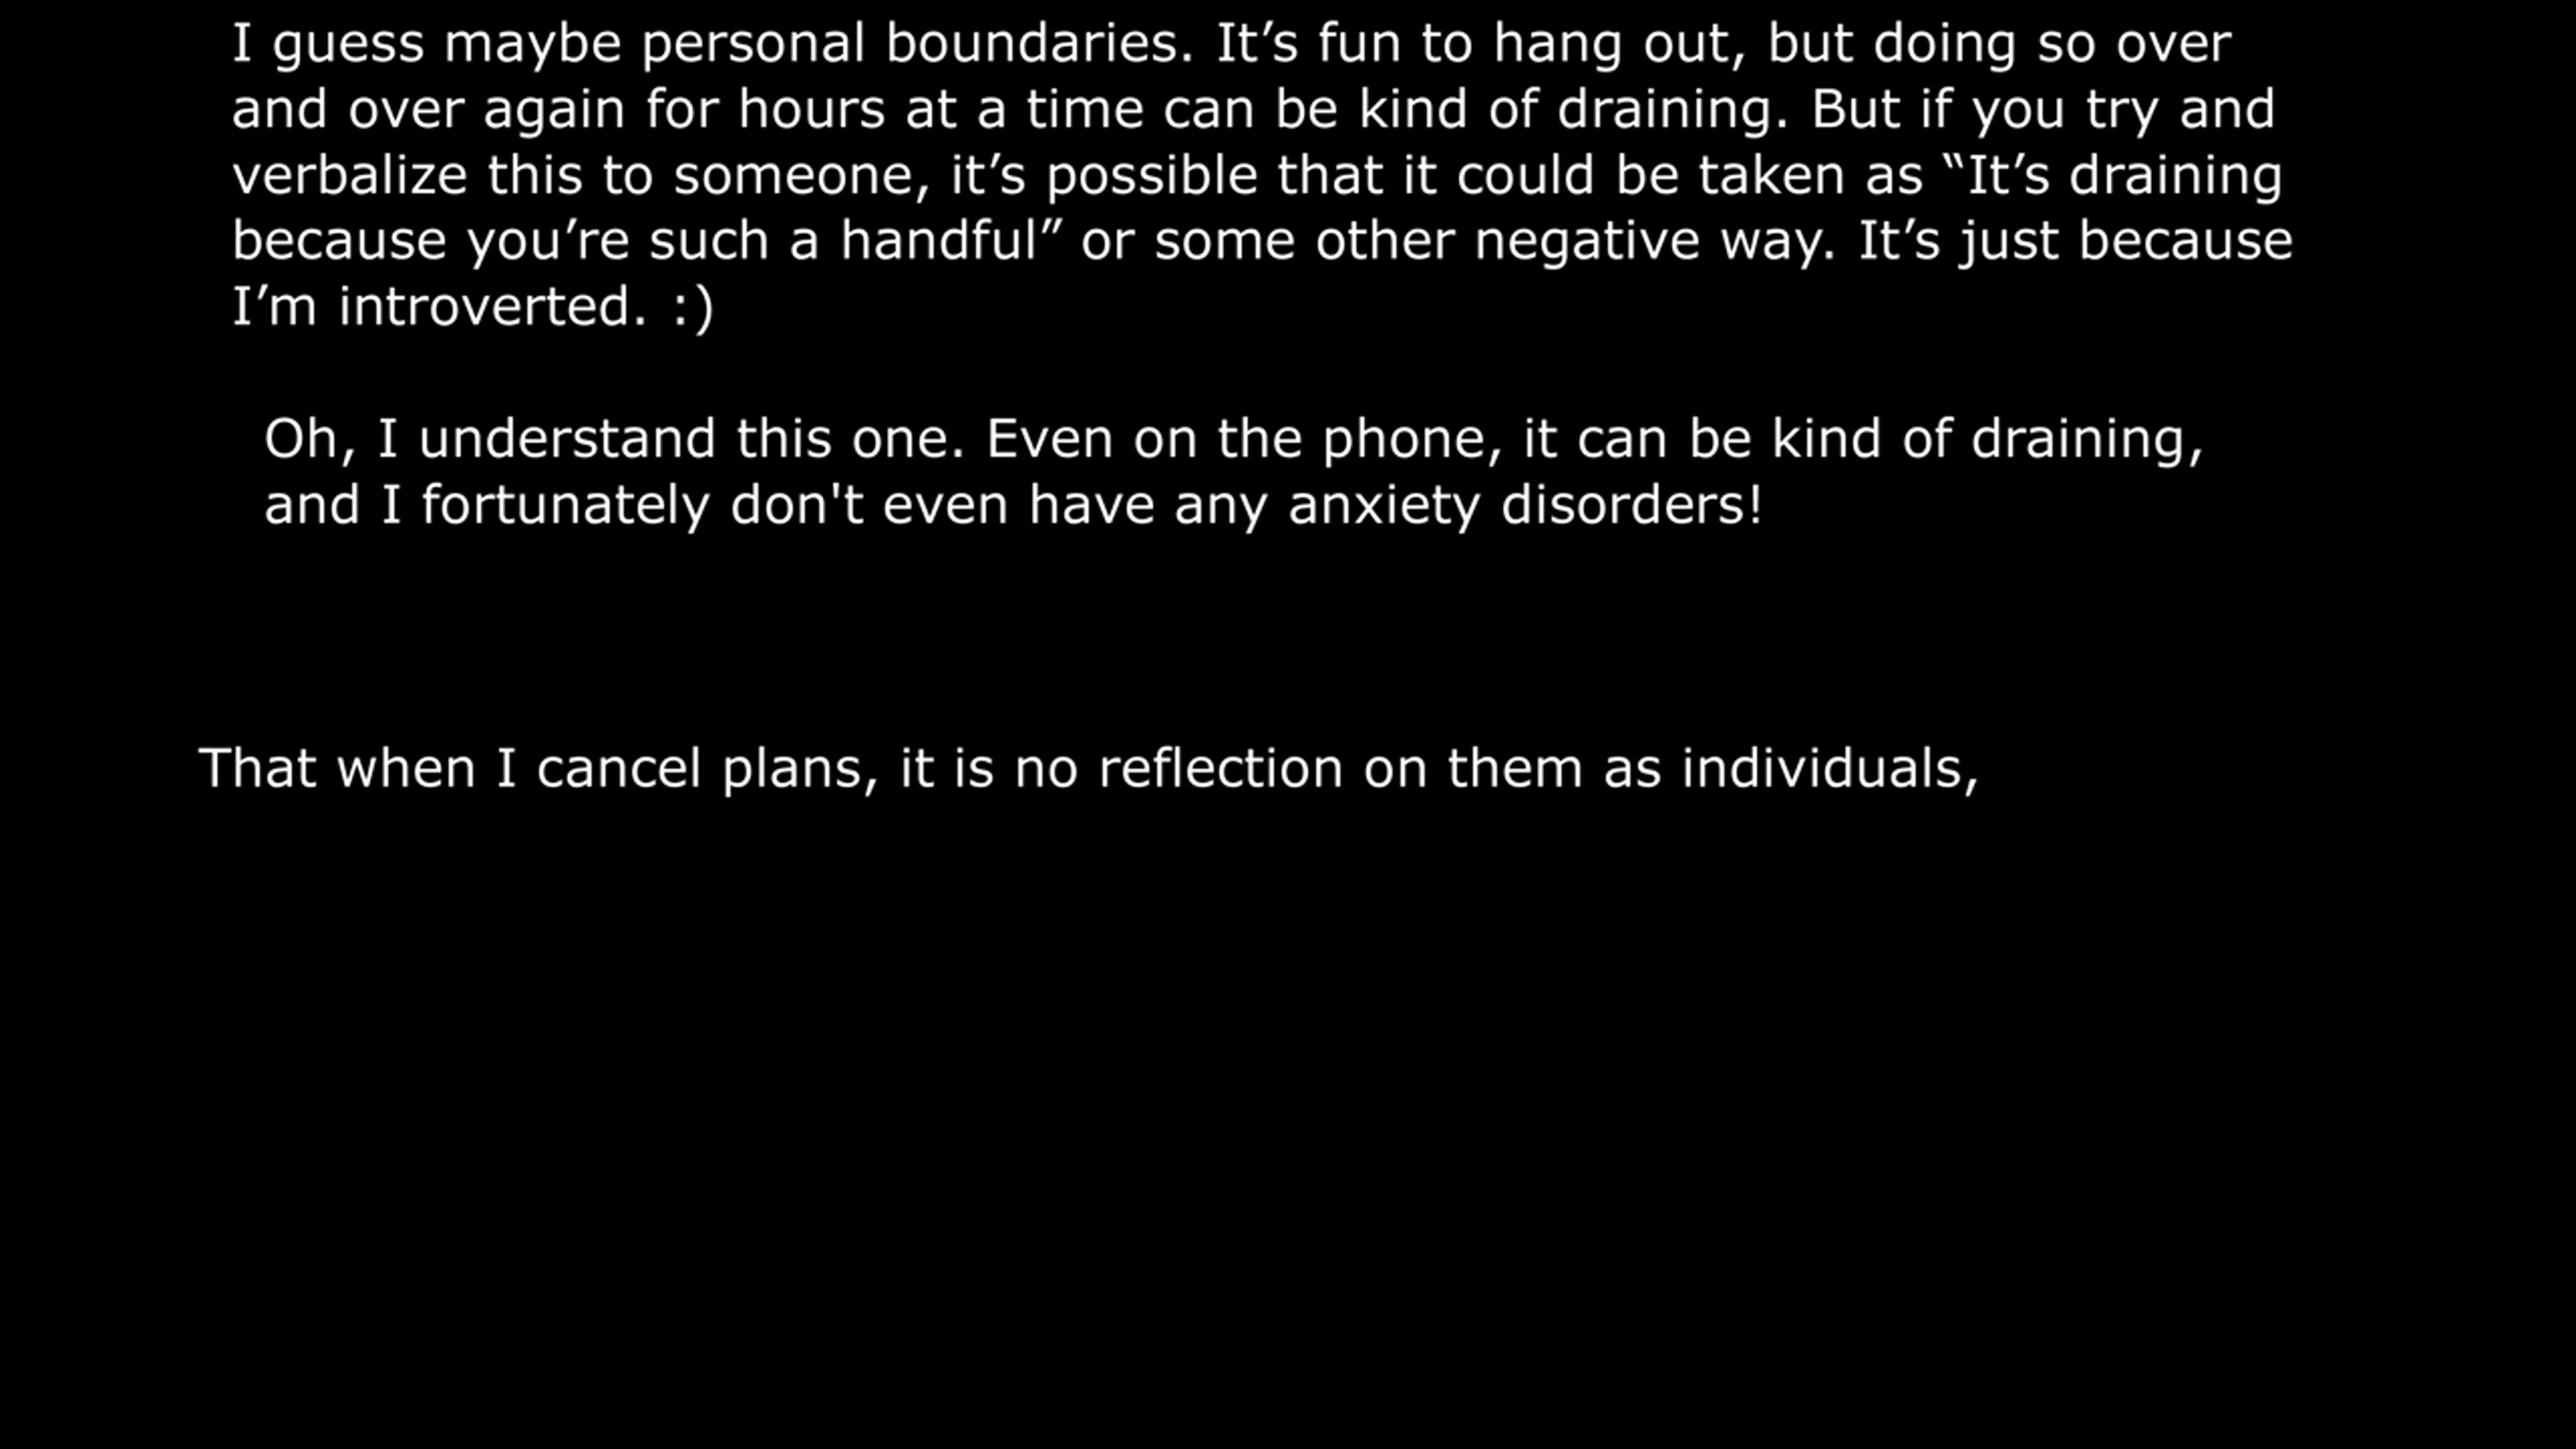 I guess maybe personal boundaries. It’s fun to hang out, but doing so over
and over again for hours at a time can be kind of draining. But if you try and
verbalize this to someone, it’s possible that it could be taken as “It’s draining
because you’re such a handful” or some other negative way. It’s just because
I’m introverted. :)
Oh, I understand this one. Even on the phone, it can be kind of draining,
and I fortunately don't even have any anxiety disorders!
That when I cancel plans, it is no reflection on them as individuals,